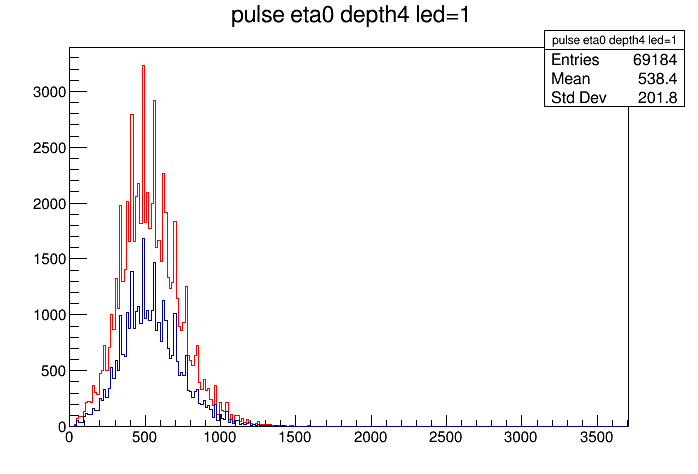 pulse eta0 depth4 led=1
pulse eta0 depth4 led=1
Entries 69184
Mean 538.4
Std Dev 201.8
3000
2500
2000
1500
1000
500
0
0 500 1000 1500 2000 2500 3000 3500